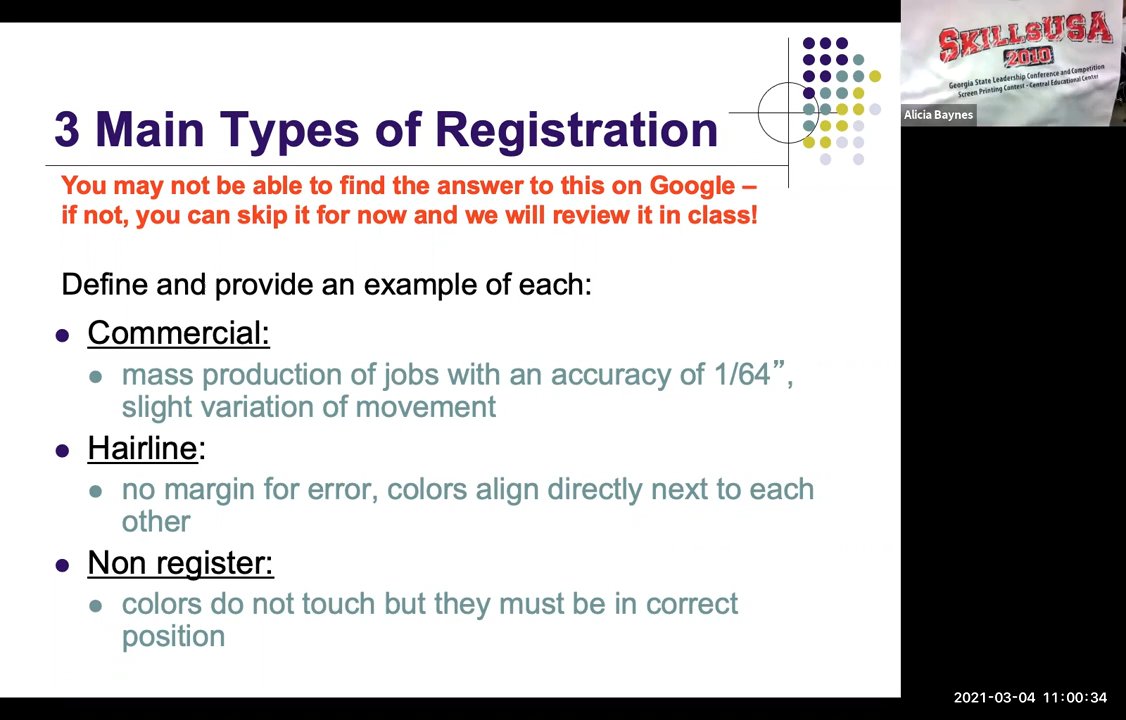 3 Main Types of Registration
You may not be able to find the answer to this on Google –
if not, you can skip it for now and we will review it in class!
Define and provide an example of each:
Commercial:
mass production of jobs with an accuracy of 1/64”,
slight variation of movement
Hairline:
no margin for error, colors align directly next to each
other
Non register:
colors do not touch but they must be in correct
position
SKILLSUSA
2010
Georgia State Leadership Conference and Competition
Screen Printing Contest - Central Educational Center
Alicia Baynes
2021-03-04 11:00:34